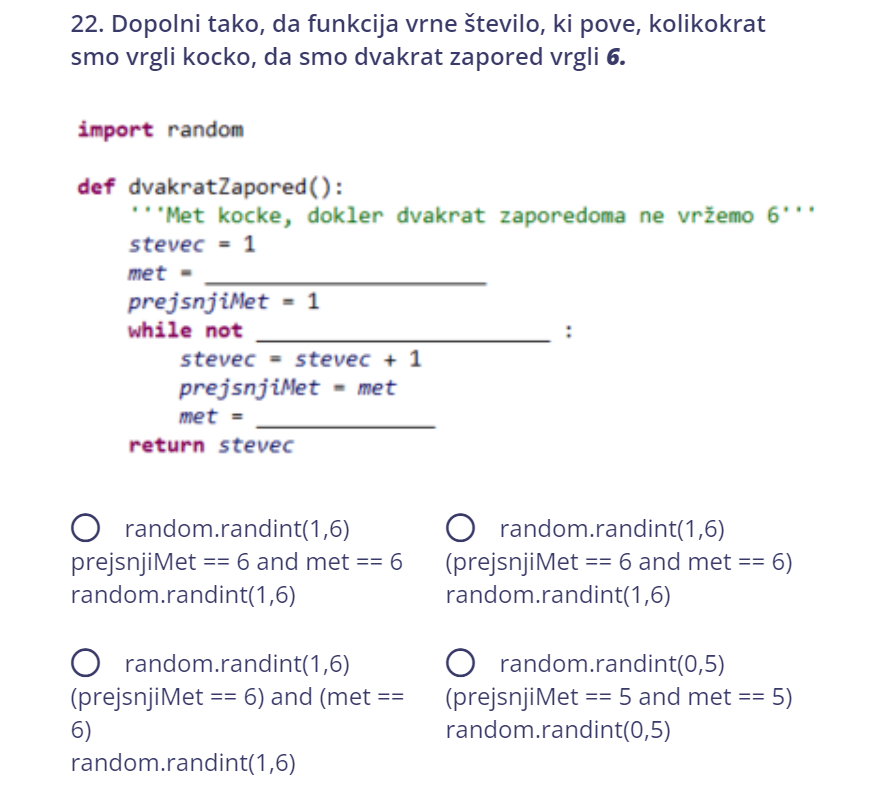 22. Dopolni tako, da funkcija vrne število, ki pove, kolikokrat
smo vrgli kocko, da smo dvakrat zapored vrgli 6.
import random
def dvakratZapored():
'''Met kocke, dokler dvakrat zaporedoma ne vržemo 6'''
stevec = 1
met = ____________________
prejsnjiMet = 1
while not ____________________ :
stevec = stevec + 1
prejsnjiMet = met
met = ____________
return stevec
random.randint(1,6)
prejsnjiMet == 6 and met == 6
random.randint(1,6)
random.randint(1,6)
(prejsnjiMet == 6 and met == 6)
random.randint(1,6)
random.randint(1,6)
(prejsnjiMet == 6) and (met ==
6)
random.randint(1,6)
random.randint(0,5)
(prejsnjiMet == 5 and met == 5)
random.randint(0,5)